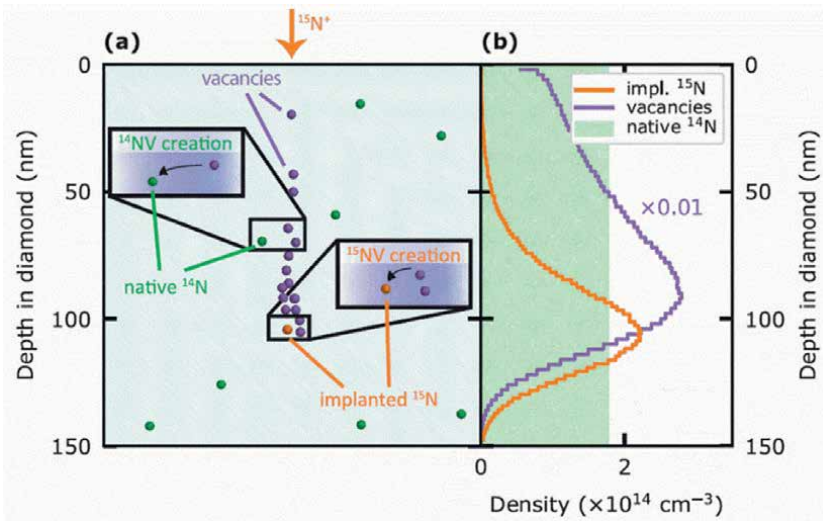 (a)
¹⁵N⁺
(b)
0
50
100
150
Depth in diamond (nm)
vacancies
¹⁴NV creation
native ¹⁴N
¹⁵NV creation
implanted ¹⁵N
impl. ¹⁵N
vacancies
native ¹⁴N
×0.01
0
50
100
150
Depth in diamond (nm)
0
2
Density (×10¹⁴ cm⁻³)